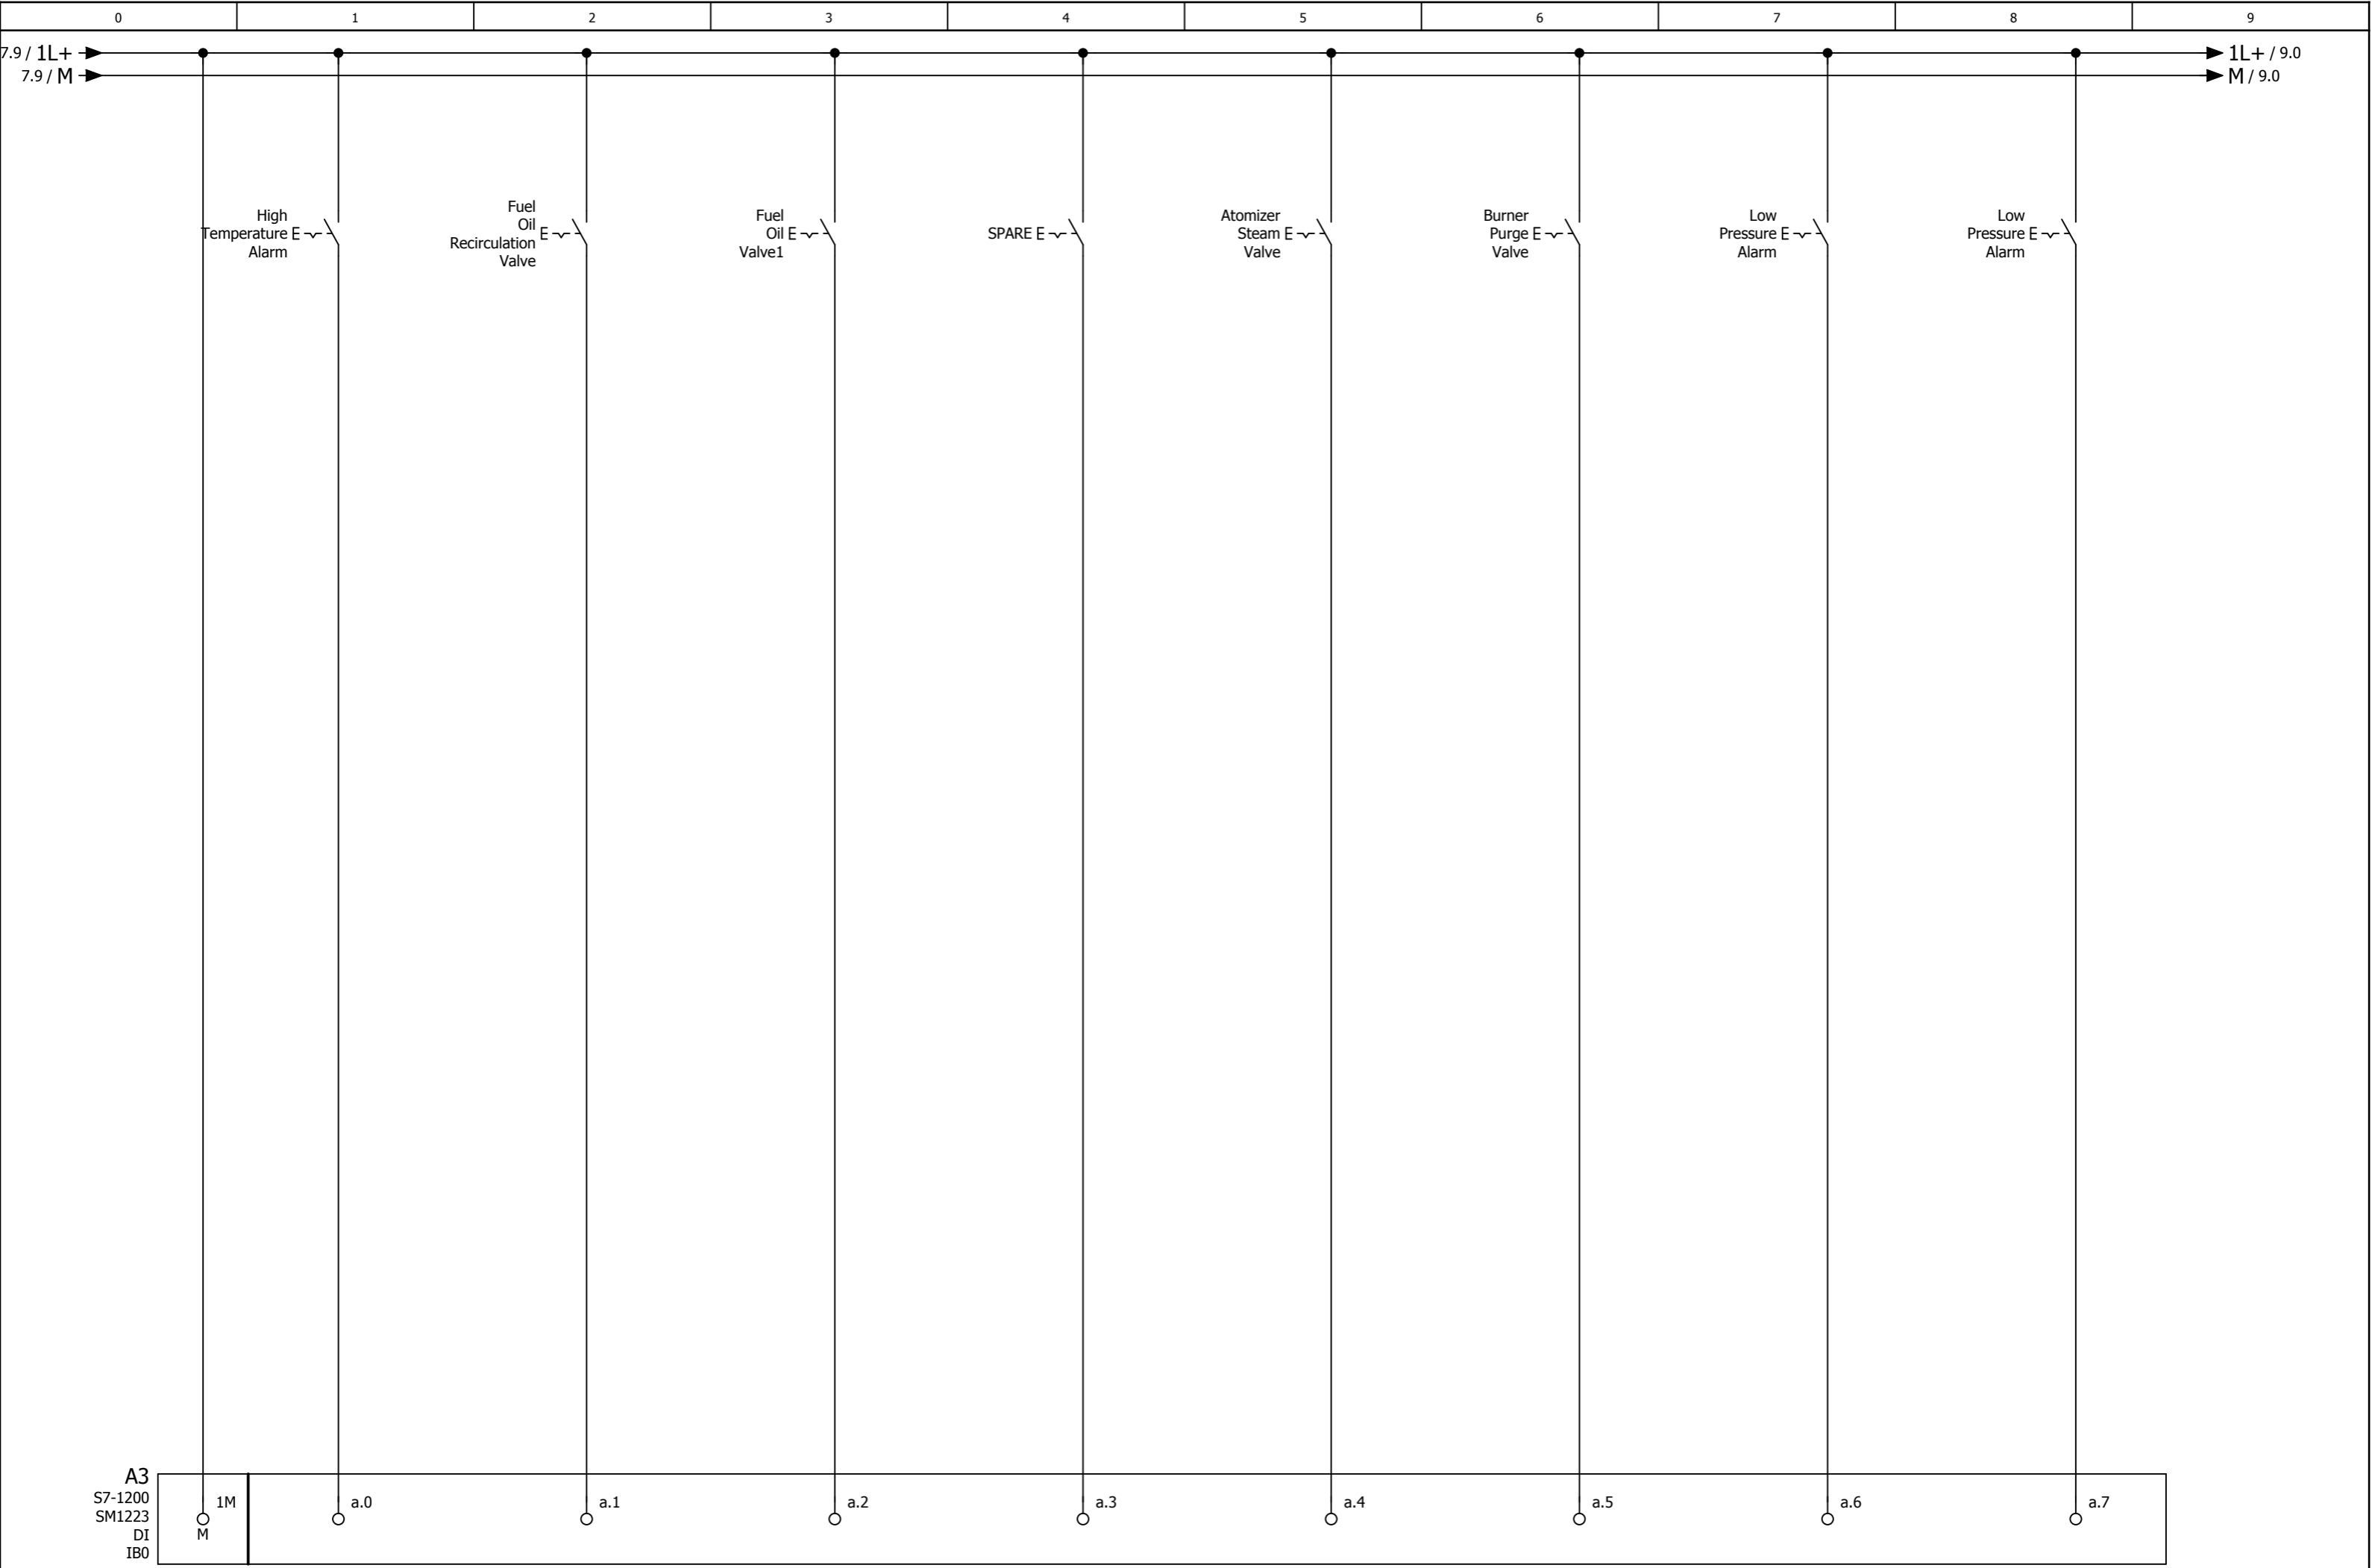 0 1 2 3 4 5 6 7 8 9
7.9 / 1L+ 1L+ / 9.0
7.9 / M M / 9.0
High
Temperature E
Alarm
Fuel
Oil
Recirculation E
Valve
Fuel
Oil E
Valve1
SPARE E
Atomizer
Steam E
Valve
Burner
Purge E
Valve
Low
Pressure E
Alarm
Low
Pressure E
Alarm
A3
S7-1200
SM1223
DI
IB0
1M
M
a.0 a.1 a.2 a.3 a.4 a.5 a.6 a.7